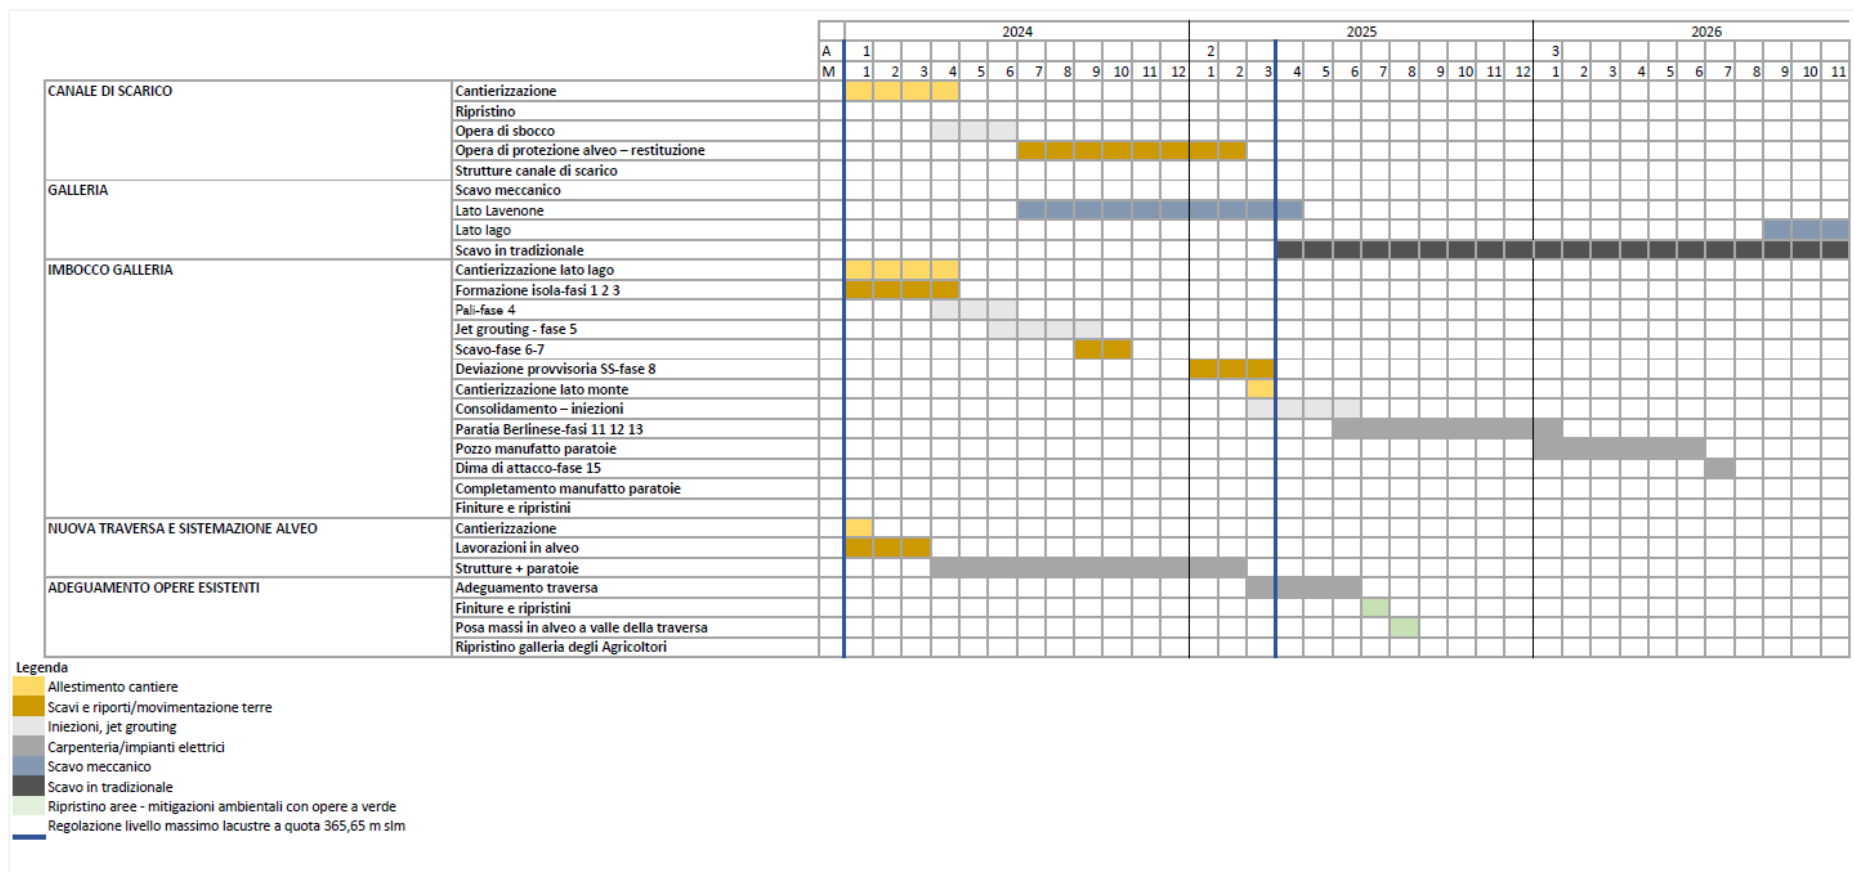 2024 2025 2026
A 1 2 3
M 1 2 3 4 5 6 7 8 9 10 11 12 1 2 3 4 5 6 7 8 9 10 11 12 1 2 3 4 5 6 7 8 9 10 11
CANALE DI SCARICO Cantierizzazione
Ripristino
Opera di sbocco
Opera di protezione alveo – restituzione
Strutture canale di scarico
GALLERIA Scavo meccanico
Lato Lavenone
Lato lago
Scavo in tradizionale
IMBOCCO GALLERIA Cantierizzazione lato lago
Formazione isola-fasi 1 2 3
Pali-fase 4
Jet grouting - fase 5
Scavo-fase 6-7
Deviazione provvisoria SS-fase 8
Cantierizzazione lato monte
Consolidamento – iniezioni
Paratia Berlinese-fasi 11 12 13
Pozzo manufatto paratoie
Dima di attacco-fase 15
Completamento manufatto paratoie
Finiture e ripristini
NUOVA TRAVERSA E SISTEMAZIONE ALVEO Cantierizzazione
Lavorazioni in alveo
Strutture + paratoie
ADEGUAMENTO OPERE ESISTENTI Adeguamento traversa
Finiture e ripristini
Posa massi in alveo a valle della traversa
Ripristino galleria degli Agricoltori
Legenda
Allestimento cantiere
Scavi e riporti/movimentazione terre
Iniezioni, jet grouting
Carpenteria/impianti elettrici
Scavo meccanico
Scavo in tradizionale
Ripristino aree - mitigazioni ambientali con opere a verde
Regolazione livello massimo lacustre a quota 365,65 m slm